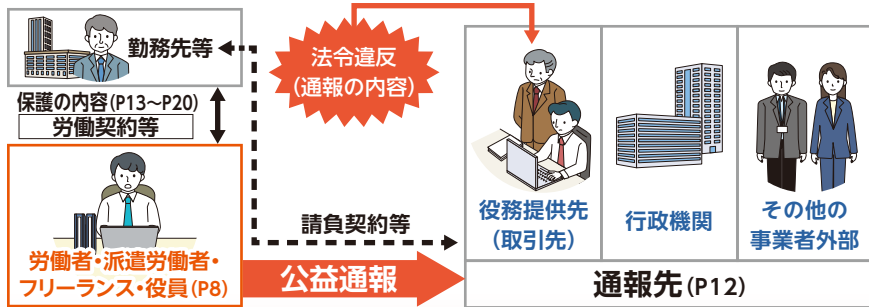 勤務先等
保護の内容(P13〜P20)
労働契約等
労働者・派遣労働者・
フリーランス・役員(P8)
法令違反
(通報の内容)
請負契約等
公益通報
役務提供先
(取引先)
行政機関
その他の
事業者外部
通報先(P12)